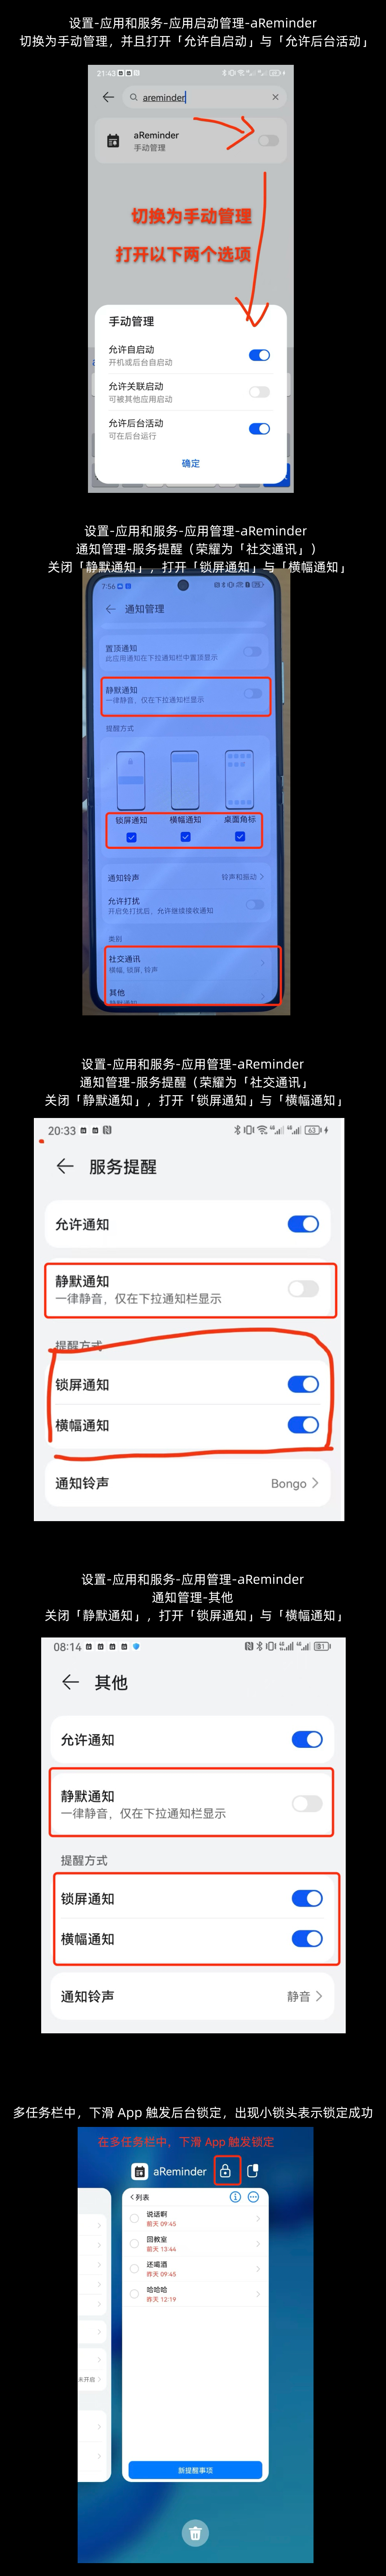 设置-应用和服务-应用启动管理-aReminder
切换为手动管理，并且打开「允许自启动」与「允许后台活动」
21:43
areminder
aReminder
手动管理
切换为手动管理
打开以下两个选项
手动管理
允许自启动
开机或后台自启动
允许关联启动
可被其他应用启动
允许后台活动
可在后台运行
确定
设置-应用和服务-应用管理-aReminder
通知管理-服务提醒（荣耀为「社交通讯」）
关闭「静默通知」，打开「锁屏通知」与「横幅通知」
7:56
通知管理
置顶通知
此应用通知在下拉通知栏中置顶显示
静默通知
一律静音，仅在下拉通知栏显示
提醒方式
锁屏通知 横幅通知 桌面角标
通知铃声 铃声和振动
允许打扰
开启免打扰后，允许继续接收通知
类别
社交通讯
横幅, 锁屏, 铃声
其他
设置-应用和服务-应用管理-aReminder
通知管理-服务提醒（荣耀为「社交通讯」
关闭「静默通知」，打开「锁屏通知」与「横幅通知」
20:33 63
服务提醒
允许通知
静默通知
一律静音，仅在下拉通知栏显示
提醒方式
锁屏通知
横幅通知
通知铃声 Bongo
设置-应用和服务-应用管理-aReminder
通知管理-其他
关闭「静默通知」，打开「锁屏通知」与「横幅通知」
08:14
其他
允许通知
静默通知
一律静音，仅在下拉通知栏显示
提醒方式
锁屏通知
横幅通知
通知铃声 静音
多任务栏中，下滑 App 触发后台锁定，出现小锁头表示锁定成功
在多任务栏中，下滑 App 触发锁定
aReminder
列表
说话啊
前天 09:45
回教室
前天 13:44
还喝酒
昨天 09:45
哈哈哈
昨天 12:19
未开启
新提醒事项